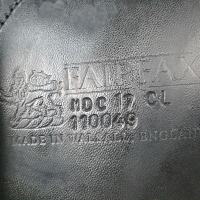 FAIRFAX
MDC 17 CL
110049
MADE IN WALSALL, ENGLAND